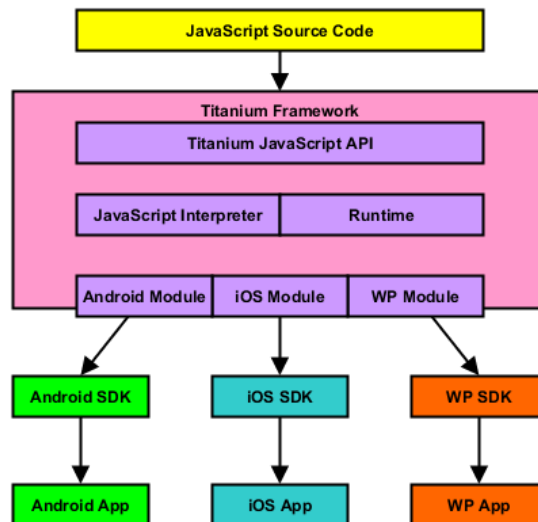 JavaScript Source Code
Titanium Framework
Titanium JavaScript API
JavaScript Interpreter
Runtime
Android Module
iOS Module
WP Module
Android SDK
iOS SDK
WP SDK
Android App
iOS App
WP App